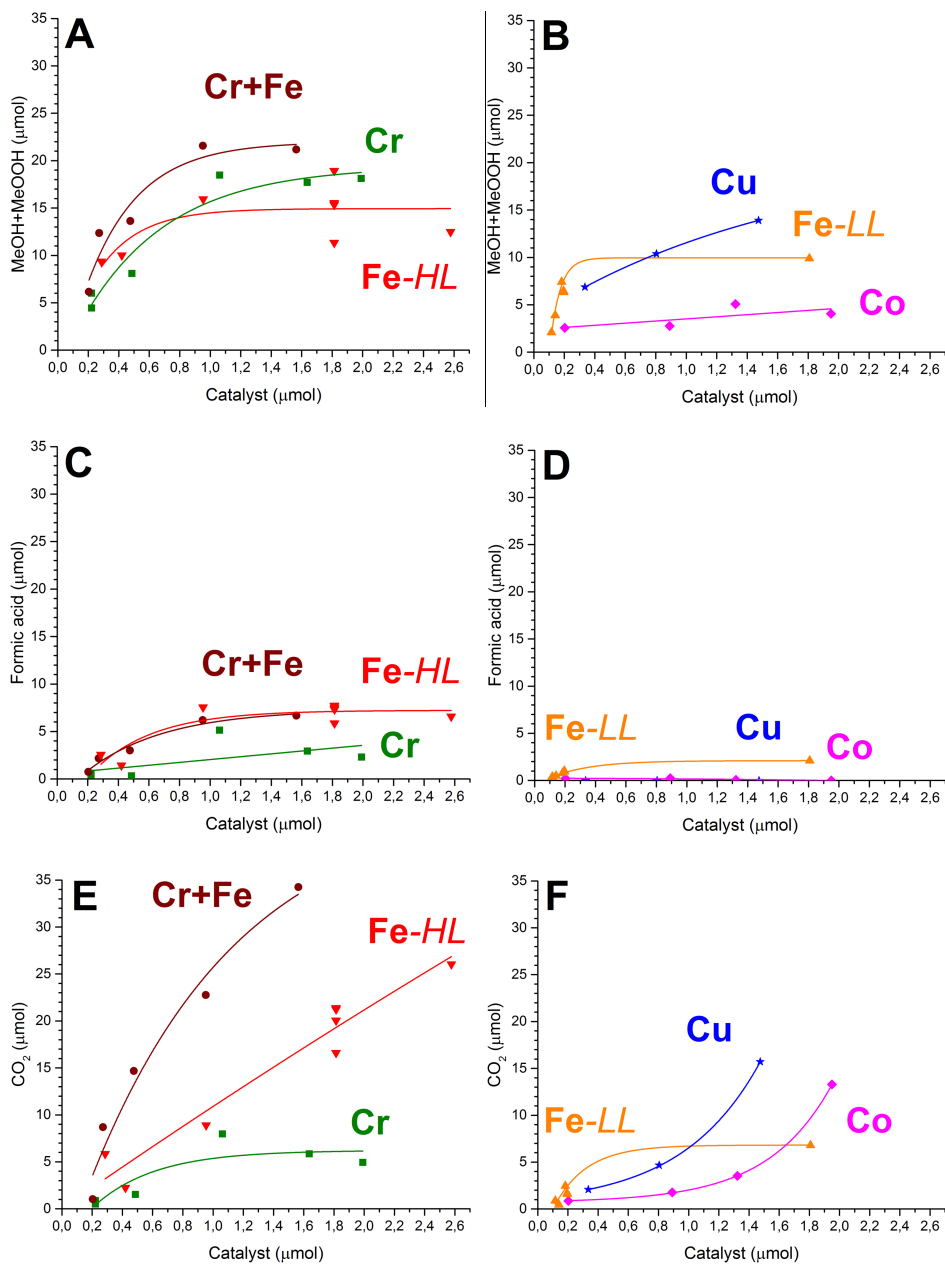 A
Cr+Fe
Cr
Fe-HL
MeOH+MeOOH (μmol)
35
30
25
20
15
10
5
0
0,0 0,2 0,4 0,6 0,8 1,0 1,2 1,4 1,6 1,8 2,0 2,2 2,4 2,6
Catalyst (μmol)
B
Cu
Fe-LL
Co
MeOH+MeOOH (μmol)
35
30
25
20
15
10
5
0
0,0 0,2 0,4 0,6 0,8 1,0 1,2 1,4 1,6 1,8 2,0 2,2 2,4 2,6
Catalyst (μmol)
C
Cr+Fe
Fe-HL
Cr
Formic acid (μmol)
35
30
25
20
15
10
5
0
0,0 0,2 0,4 0,6 0,8 1,0 1,2 1,4 1,6 1,8 2,0 2,2 2,4 2,6
Catalyst (μmol)
D
Fe-LL
Cu
Co
Formic acid (μmol)
35
30
25
20
15
10
5
0
0,0 0,2 0,4 0,6 0,8 1,0 1,2 1,4 1,6 1,8 2,0 2,2 2,4 2,6
Catalyst (μmol)
E
Cr+Fe
Fe-HL
Cr
CO₂ (μmol)
35
30
25
20
15
10
5
0
0,0 0,2 0,4 0,6 0,8 1,0 1,2 1,4 1,6 1,8 2,0 2,2 2,4 2,6
Catalyst (μmol)
F
Cu
Fe-LL
Co
CO₂ (μmol)
35
30
25
20
15
10
5
0
0,0 0,2 0,4 0,6 0,8 1,0 1,2 1,4 1,6 1,8 2,0 2,2 2,4 2,6
Catalyst (μmol)